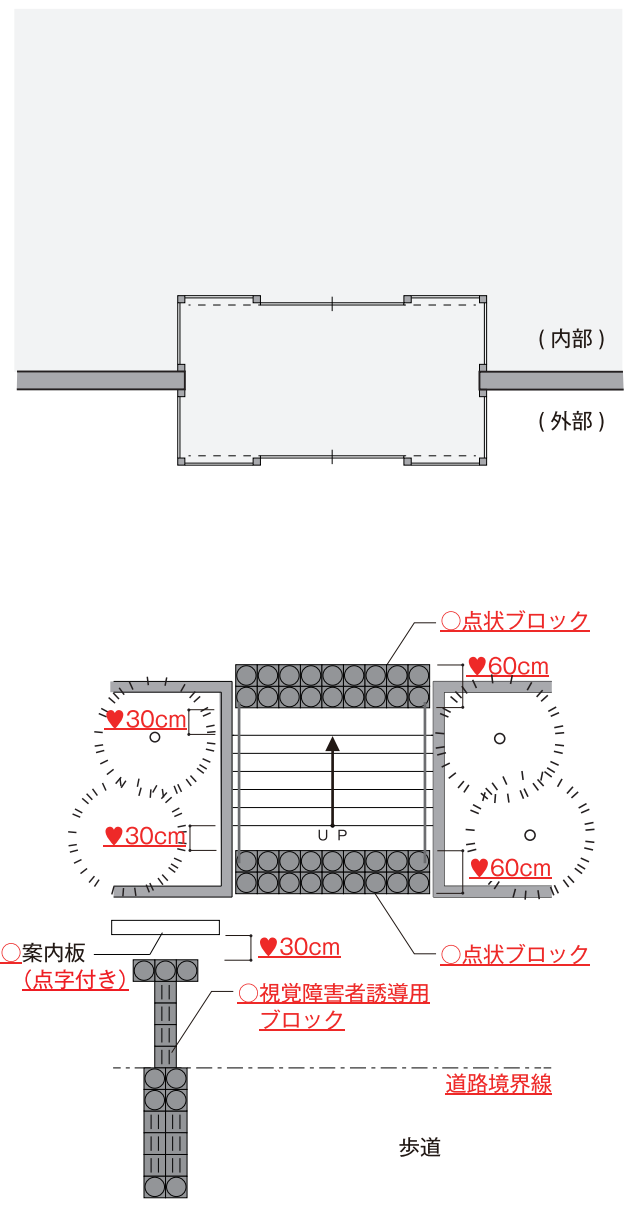 (内部)
(外部)
○点状ブロック
♥60cm
♥30cm
♥30cm
UP
♥60cm
○案内板
(点字付き)
♥30cm
○点状ブロック
○視覚障害者誘導用
ブロック
道路境界線
歩道